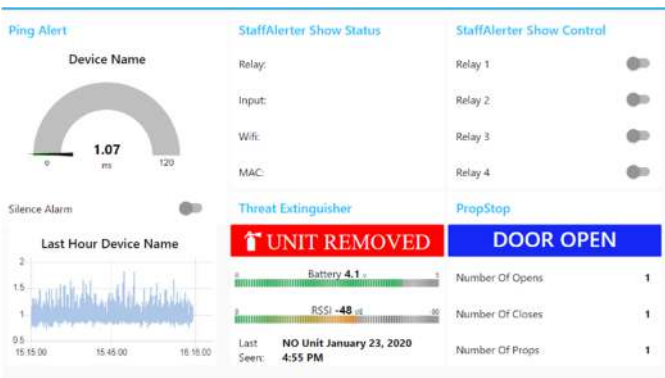 Ping Alert
Device Name
1.07
ms
0
120
Silence Alarm
Last Hour Device Name
2
1.5
1
0.5
15:15:00
15:45:00
16:16:00
StaffAlerter Show Status
Relay:
Input:
Wifi:
MAC:
Threat Extinguisher
UNIT REMOVED
Battery 4.1
RSSI -48
-90
Last Seen:
NO Unit January 23, 2020
4:55 PM
StaffAlerter Show Control
Relay 1
Relay 2
Relay 3
Relay 4
PropStop
DOOR OPEN
Number Of Opens 1
Number Of Closes 1
Number Of Props 1